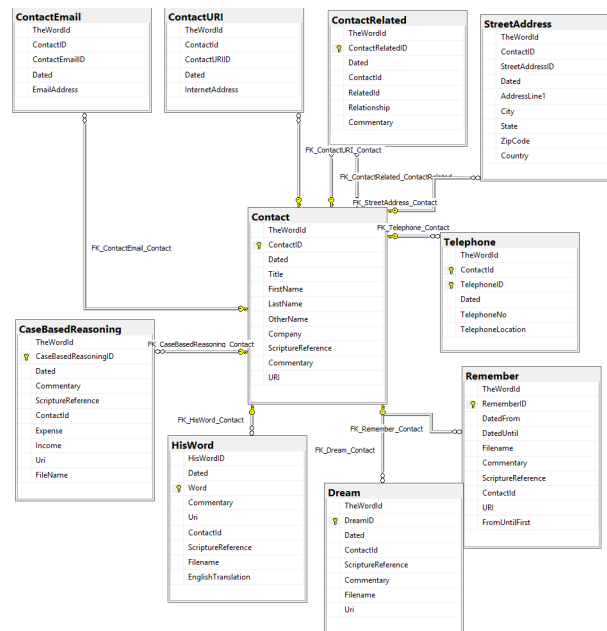 ContactEmail
TheWordId
ContactID
ContactEmailID
Dated
EmailAddress
ContactURI
TheWordId
ContactId
ContactURIID
Dated
InternetAddress
ContactRelated
TheWordId
ContactRelatedID
Dated
ContactId
RelatedId
Relationship
Commentary
StreetAddress
TheWordId
ContactID
StreetAddressID
Dated
AddressLine1
City
State
ZipCode
Country
FK_ContactURI_Contact
FK_ContactRelated_ContactRelated
FK_StreetAddress_Contact
FK_Telephone_Contact
FK_ContactEmail_Contact
Contact
TheWordId
ContactID
Dated
Title
FirstName
LastName
OtherName
Company
ScriptureReference
Commentary
URI
Telephone
TheWordId
ContactId
TelephoneID
Dated
TelephoneNo
TelephoneLocation
CaseBasedReasoning
TheWordId
CaseBasedReasoningID
Dated
Commentary
ScriptureReference
ContactId
Expense
Income
Uri
FileName
FK_CaseBasedReasoning_Contact
FK_HisWord_Contact
FK_Remember_Contact
FK_Dream_Contact
HisWord
HisWordID
Dated
Word
Commentary
Uri
ContactId
ScriptureReference
Filename
EnglishTranslation
Dream
TheWordId
DreamID
Dated
ContactId
ScriptureReference
Commentary
Filename
Uri
Remember
TheWordId
RememberID
DatedFrom
DatedUntil
Filename
Commentary
ScriptureReference
ContactId
URI
FromUntilFirst